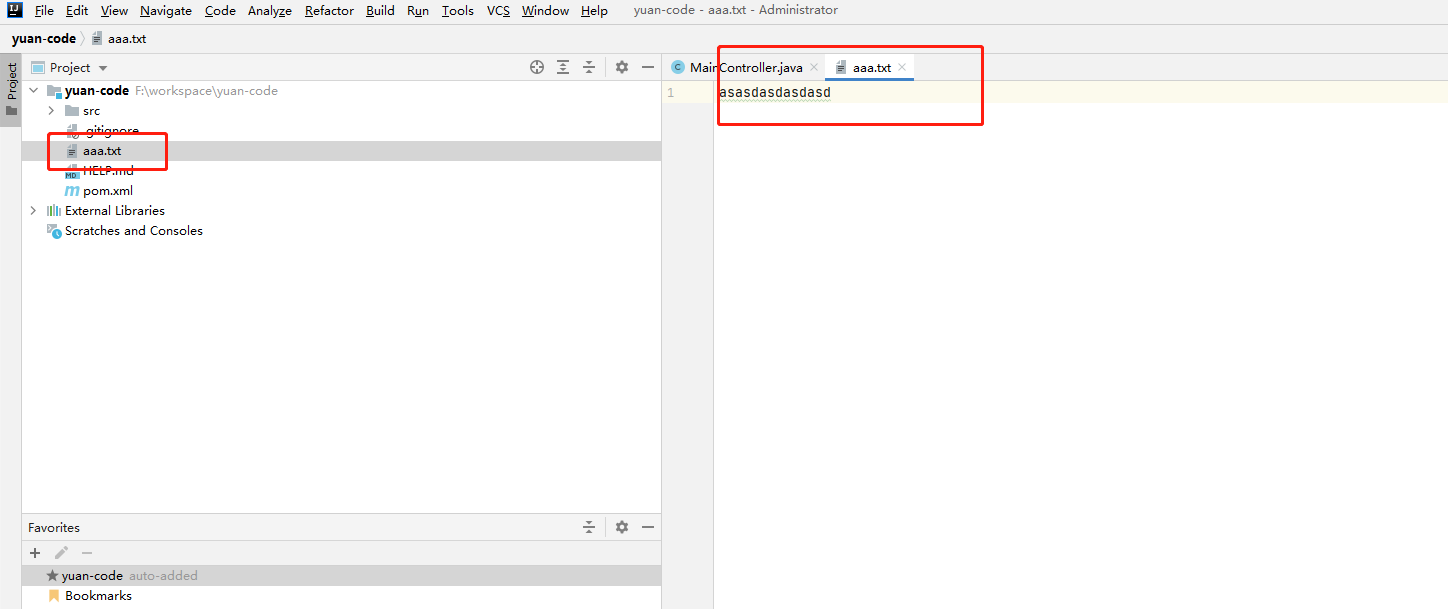 File Edit View Navigate Code Analyze Refactor Build Run Tools VCS Window Help yuan-code - aaa.txt - Administrator
yuan-code aaa.txt
Project
Project
MainController.java aaa.txt
yuan-code F:\workspace\yuan-code
1 asasdasdasdasd
src
.gitignore
aaa.txt
HELP.md
pom.xml
External Libraries
Scratches and Consoles
Favorites
yuan-code auto-added
Bookmarks